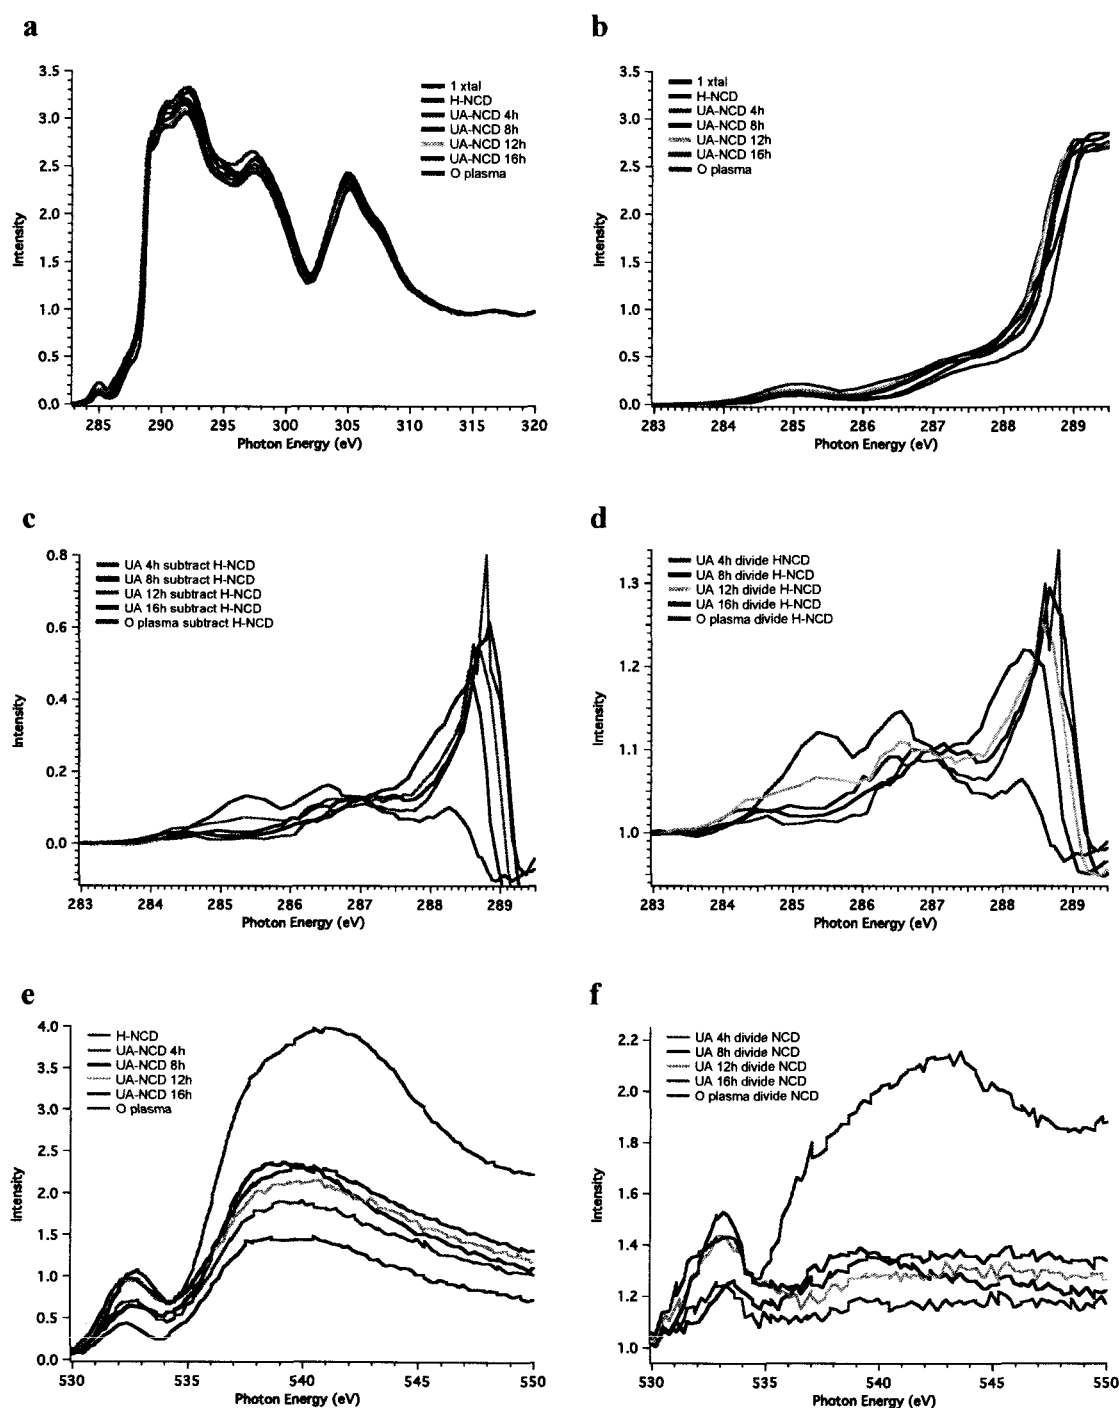 a
3.5
3.0
2.5
2.0
1.5
1.0
0.5
0.0
Intensity
1 xtal
H-NCD
UA-NCD 4h
UA-NCD 8h
UA-NCD 12h
UA-NCD 16h
O plasma
285 290 295 300 305 310 315 320
Photon Energy (eV)
b
3.5
3.0
2.5
2.0
1.5
1.0
0.5
0.0
Intensity
1 xtal
H-NCD
UA-NCD 4h
UA-NCD 8h
UA-NCD 12h
UA-NCD 16h
O plasma
283 284 285 286 287 288 289
Photon Energy (eV)
c
0.8
0.6
0.4
0.2
0.0
Intensity
UA 4h subtract H-NCD
UA 8h subtract H-NCD
UA 12h subtract H-NCD
UA 16h subtract H-NCD
O plasma subtract H-NCD
283 284 285 286 287 288 289
Photon Energy (eV)
d
1.3
1.2
1.1
1.0
Intensity
UA 4h divide HNCD
UA 8h divide H-NCD
UA 12h divide H-NCD
UA 16h divide H-NCD
O plasma divide H-NCD
283 284 285 286 287 288 289
Photon Energy (eV)
e
4.0
3.5
3.0
2.5
2.0
1.5
1.0
0.5
0.0
Intensity
H-NCD
UA-NCD 4h
UA-NCD 8h
UA-NCD 12h
UA-NCD 16h
O plasma
530 535 540 545 550
Photon Energy (eV)
f
2.2
2.0
1.8
1.6
1.4
1.2
1.0
Intensity
UA 4h divide NCD
UA 8h divide NCD
UA 12h divide NCD
UA 16h divide NCD
O plasma divide NCD
530 535 540 545 550
Photon Energy (eV)